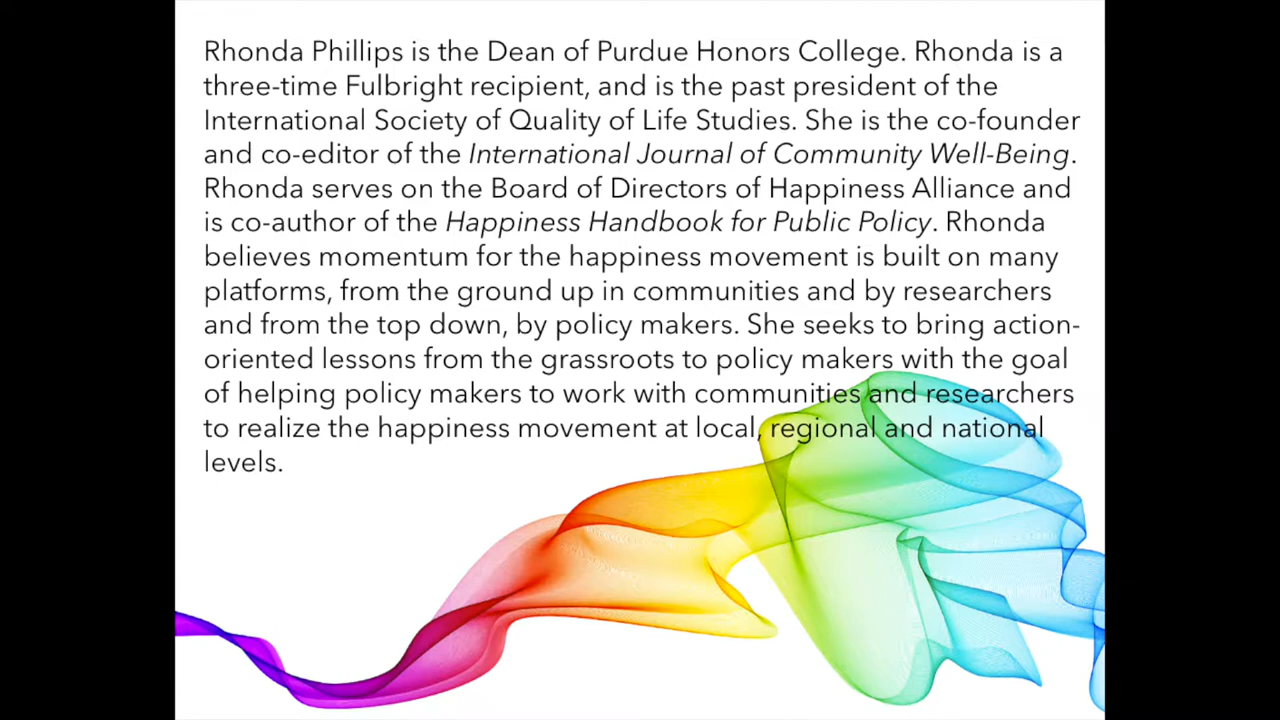 Rhonda Phillips is the Dean of Purdue Honors College. Rhonda is a
three-time Fulbright recipient, and is the past president of the
International Society of Quality of Life Studies. She is the co-founder
and co-editor of the International Journal of Community Well-Being.
Rhonda serves on the Board of Directors of Happiness Alliance and
is co-author of the Happiness Handbook for Public Policy. Rhonda
believes momentum for the happiness movement is built on many
platforms, from the ground up in communities and by researchers
and from the top down, by policy makers. She seeks to bring action-
oriented lessons from the grassroots to policy makers with the goal
of helping policy makers to work with communities and researchers
to realize the happiness movement at local, regional and national
levels.